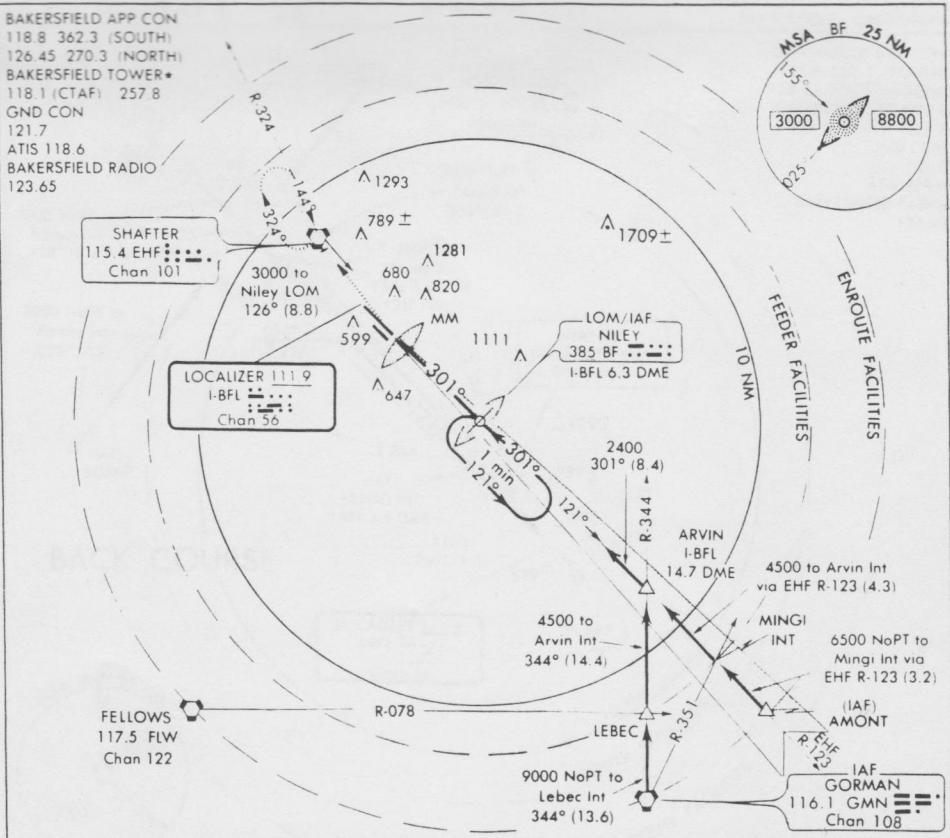 BAKERSFIELD APP CON
118.8 362.3 (SOUTH)
126.45 270.3 (NORTH)
BAKERSFIELD TOWER*
118.1 (CTAF) 257.8
GND CON
121.7
ATIS 118.6
BAKERSFIELD RADIO
123.65
MSA BF 25 NM
155°
3000
8800
025°
R-324
144°
324°
1293
789±
1281
680
820
1709±
SHAFTER
115.4 EHF
Chan 101
3000 to
Niley LOM
126° (8.8)
MM
599
1111
647
LOM/IAF
NILEY
385 BF
I-BFL 6.3 DME
LOCALIZER 111.9
I-BFL
Chan 56
301°
10 NM
FEEDER FACILITIES
ENROUTE FACILITIES
301°
1 min
121°
121°
2400
301° (8.4)
R-344
ARVIN
I-BFL
14.7 DME
4500 to Arvin Int
via EHF R-123 (4.3)
MINGI
INT
4500 to
Arvin Int
344° (14.4)
6500 NoPT to
Mingi Int via
EHF R-123 (3.2)
(IAF)
AMONT
FELLOWS
117.5 FLW
Chan 122
R-078
LEBEC
R-351
EHF
R-123
9000 NoPT to
Lebec Int
344° (13.6)
IAF
GORMAN
116.1 GMN
Chan 108
BACK COURSE